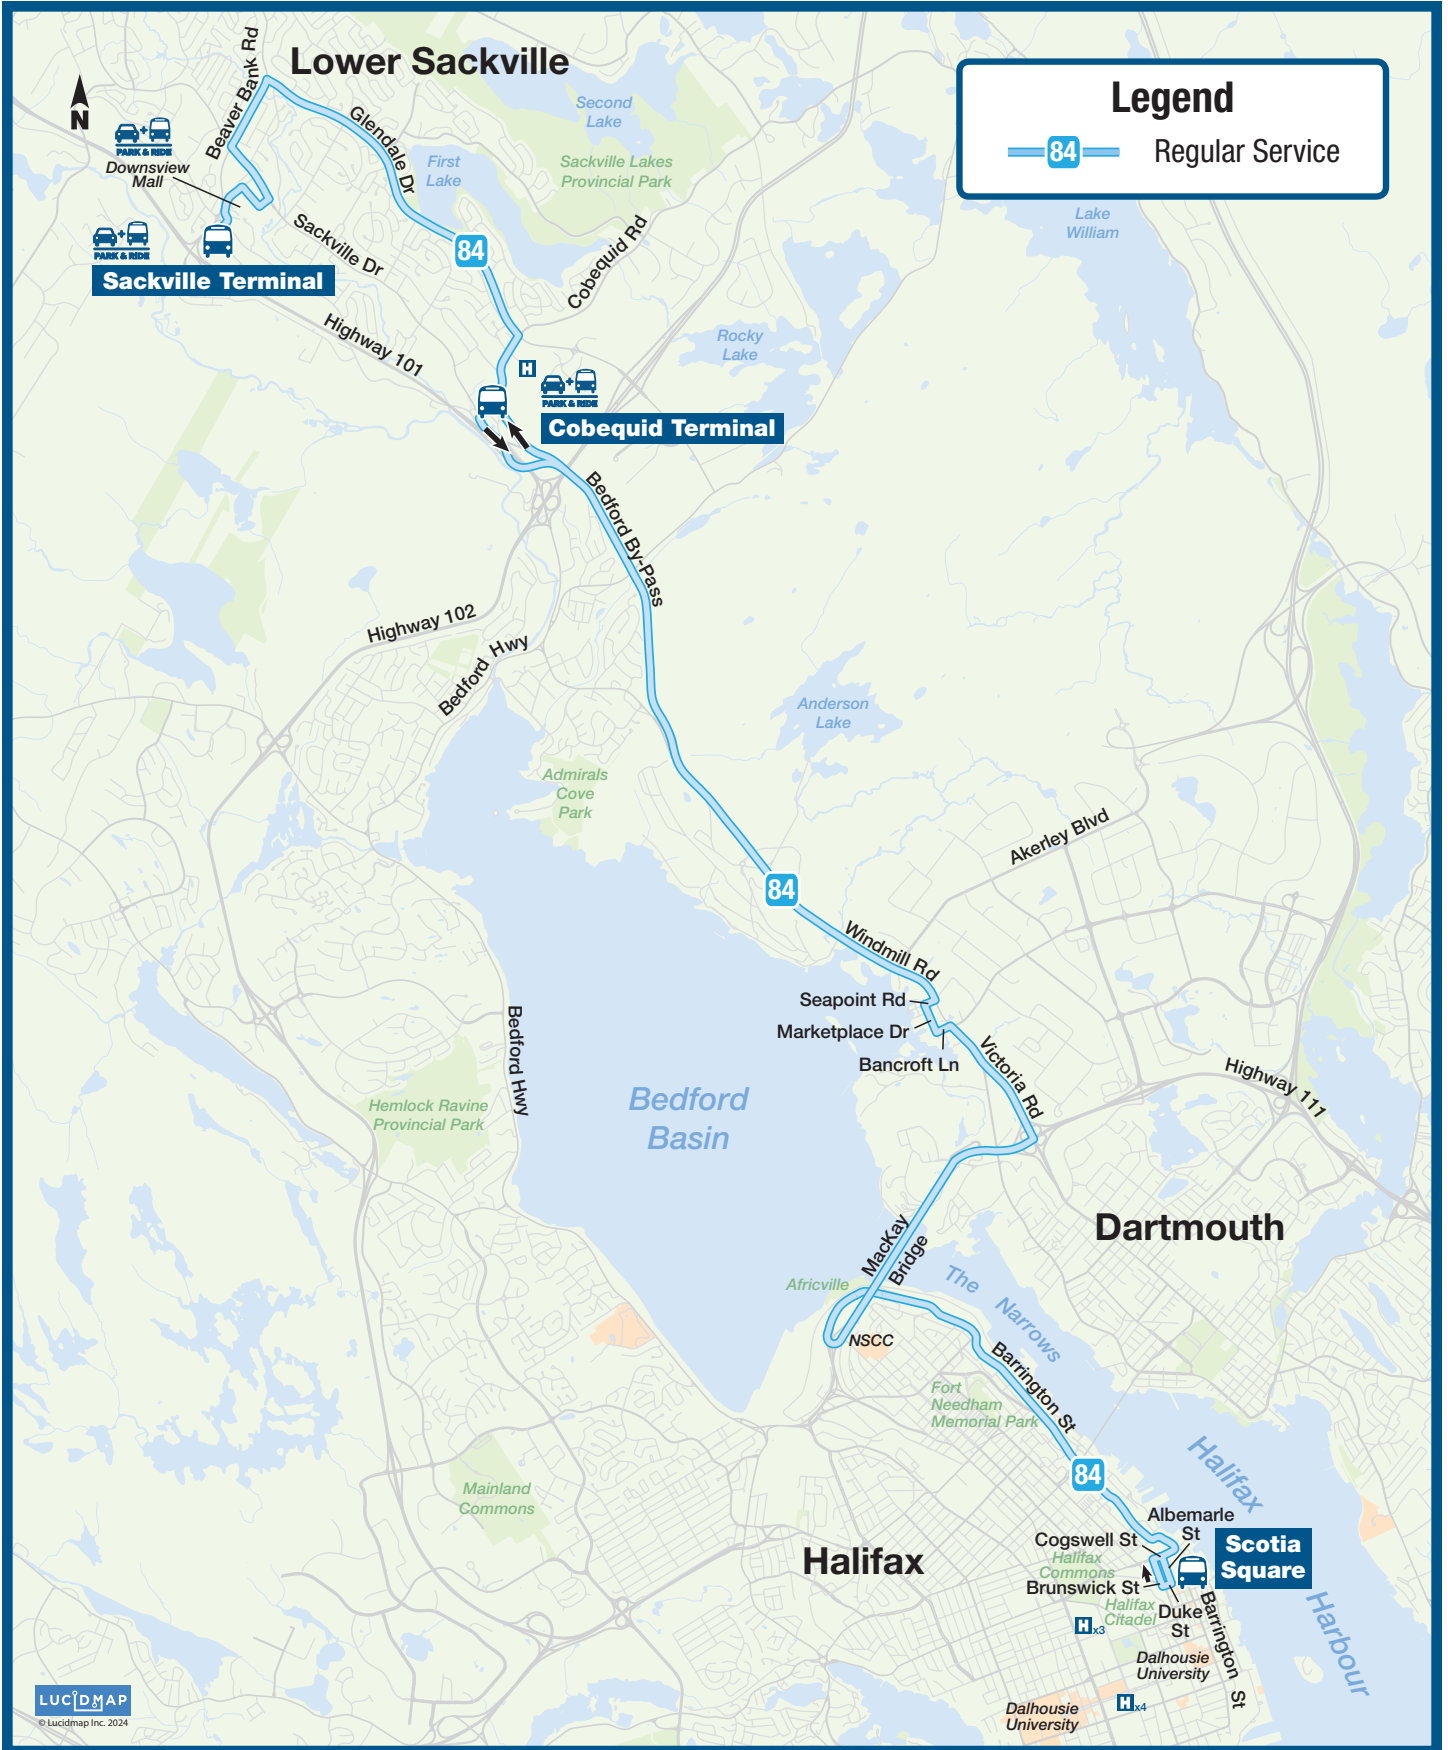 Lower Sackville
Legend
84 Regular Service
N
Beaver Bank Rd
Glendale Dr
PARK & RIDE
Downsview
Mall
First
Lake
Second
Lake
Sackville Lakes
Provincial Park
Lake
William
PARK & RIDE
Sackville Terminal
Sackville Dr
84
Cobequid Rd
Highway 101
Rocky
Lake
H
PARK & RIDE
Cobequid Terminal
Bedford By-Pass
Highway 102
Bedford Hwy
Anderson
Lake
Admirals
Cove
Park
Akerley Blvd
84
Windmill Rd
Seapoint Rd
Marketplace Dr
Bancroft Ln
Victoria Rd
Highway 111
Bedford Hwy
Hemlock Ravine
Provincial Park
Bedford
Basin
Dartmouth
MacKay
Bridge
Africville
The Narrows
NSCC
Barrington St
Fort
Needham
Memorial Park
84
Halifax
Harbour
Mainland
Commons
Halifax
Albemarle
St
Cogswell St
Scotia
Square
Halifax
Commons
Brunswick St
Halifax
Citadel
Duke
St
Barrington St
H x3
Dalhousie
University
H x4
Dalhousie
University
LUCIDMAP
© Lucidmap Inc. 2024